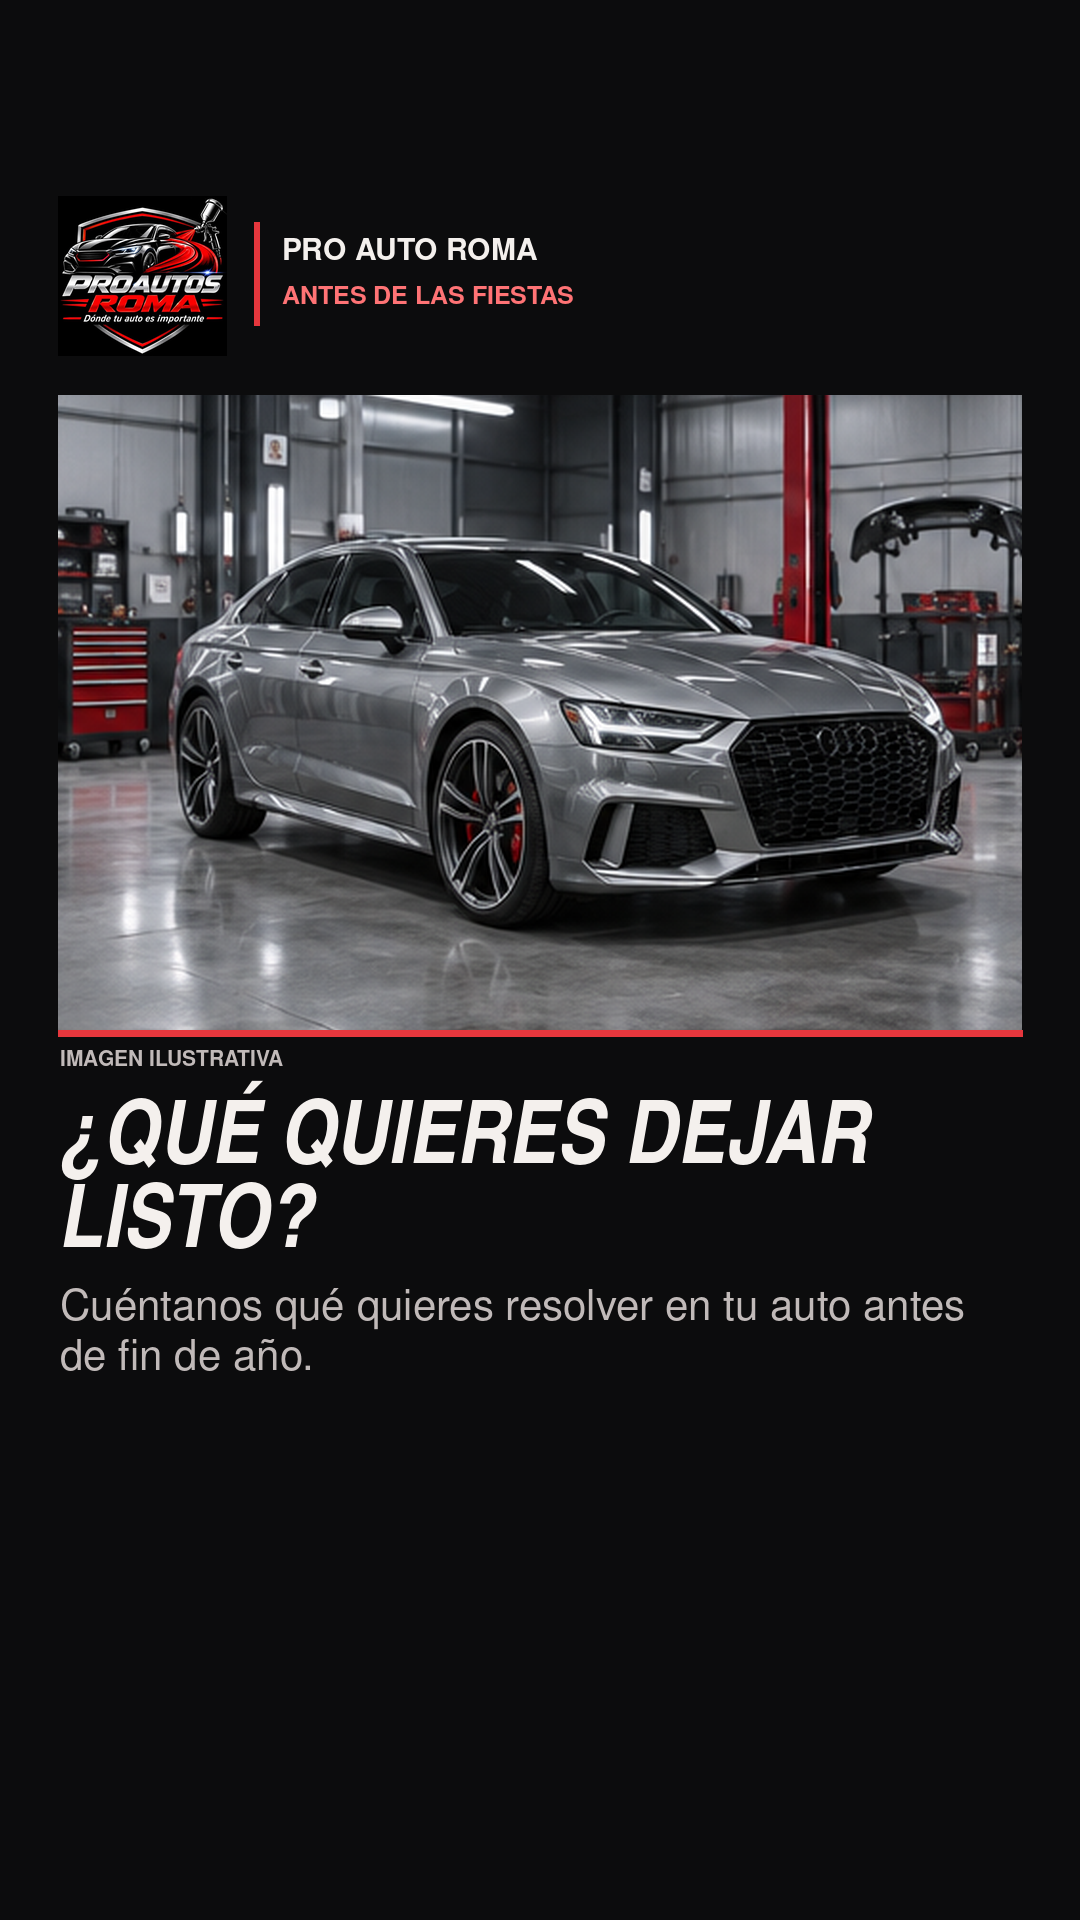 PROAUTOS
ROMA
Dónde tu auto es importante
PRO AUTO ROMA
ANTES DE LAS FIESTAS
IMAGEN ILUSTRATIVA
¿QUÉ QUIERES DEJAR
LISTO?
Cuéntanos qué quieres resolver en tu auto antes
de fin de año.